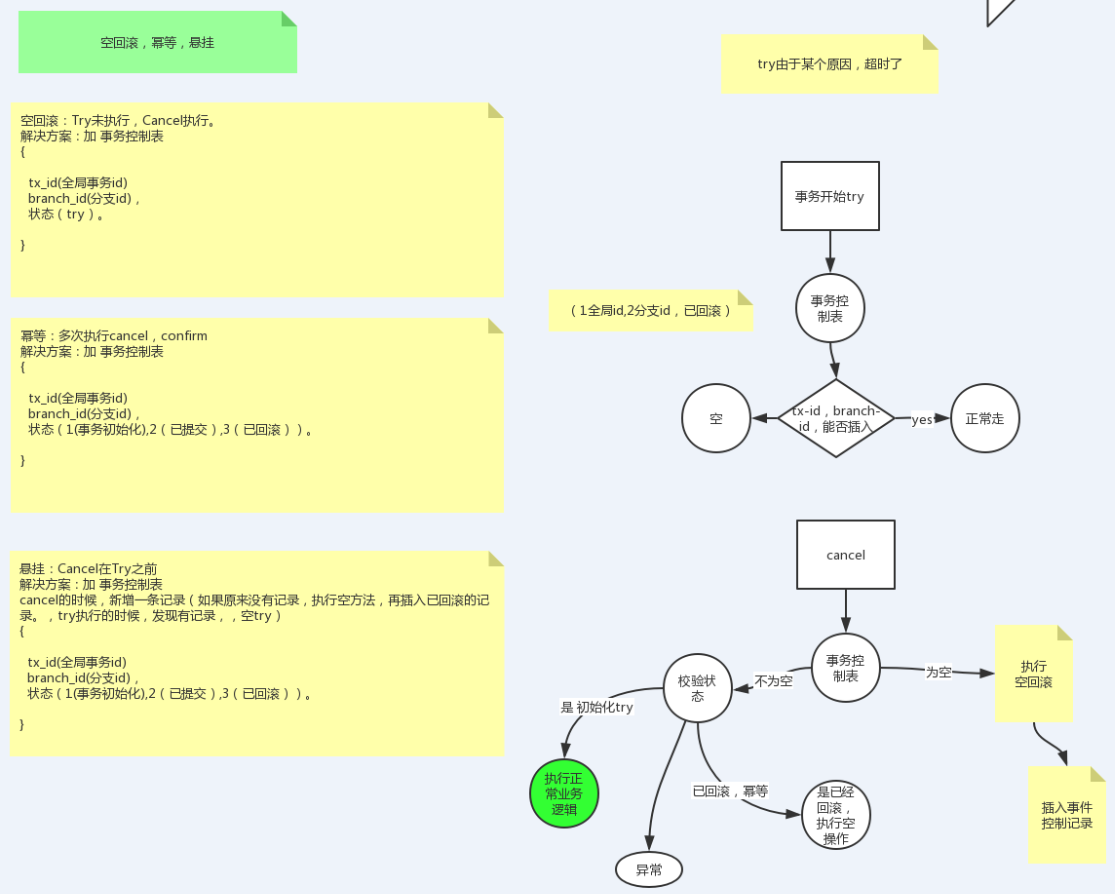 空回滚，幂等，悬挂
空回滚：Try未执行，Cancel执行。
解决方案：加 事务控制表
{
tx_id(全局事务id)
branch_id(分支id)，
状态（try）。
}
幂等：多次执行cancel，confirm
解决方案：加 事务控制表
{
tx_id(全局事务id)
branch_id(分支id)，
状态（1(事务初始化),2（已提交）,3（已回滚））。
}
悬挂：Cancel在Try之前
解决方案：加 事务控制表
cancel的时候，新增一条记录（如果原来没有记录，执行空方法，再插入已回滚的记
录。，try执行的时候，发现有记录，，空try）
{
tx_id(全局事务id)
branch_id(分支id)，
状态（1(事务初始化),2（已提交）,3（已回滚））。
}
try由于某个原因，超时了
事务开始try
（1全局id,2分支id，已回滚）
事务控
制表
tx-id，branch-
id，能否插入
空
yes
正常走
cancel
事务控
制表
不为空
为空
校验状
态
执行
空回滚
是 初始化try
执行正
常业务
逻辑
已回滚，幂等
是已经
回滚，
执行空
操作
插入事件
控制记录
异常